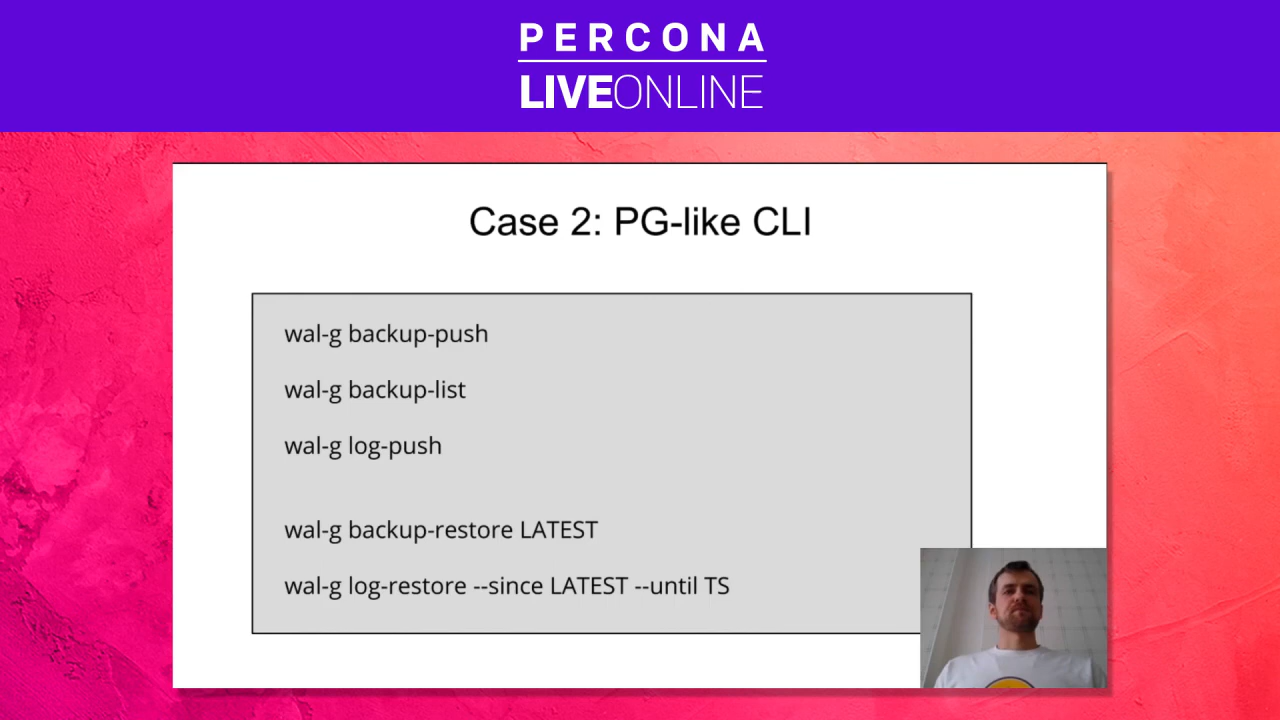 PERCONA
LIVEONLINE
Case 2: PG-like CLI
wal-g backup-push
wal-g backup-list
wal-g log-push
wal-g backup-restore LATEST
wal-g log-restore --since LATEST --until TS